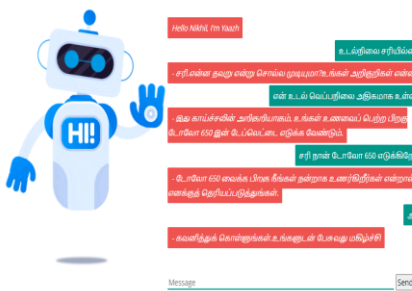 HI!
Hello Nikhil, I'm Yaazh
உடல்நிலை சரியில்லை
- சரி.என்ன தவறு என்று சொல்ல முடியுமா?உங்கள் அறிகுறிகள் என்ன
என் உடல் வெப்பநிலை அதிகமாக உள்ள
- இது காய்ச்சலின் அறிகுறியாகும். உங்கள் உணவைப் பெற்ற பிறகு
டோலோ 650 இன் டேப்லெட்டை எடுக்க வேண்டும்.
சரி நான் டோலோ 650 எடுக்கிறே
- டோலோ 650 வைக்க பிறகு நீங்கள் நன்றாக உணர்கிறீர்கள் என்றால்
எனக்குத் தெரியப்படுத்துங்கள்.
- கவனித்துக் கொள்ளுங்கள்.உங்களுடன் பேசுவது மகிழ்ச்சி
Message
Send